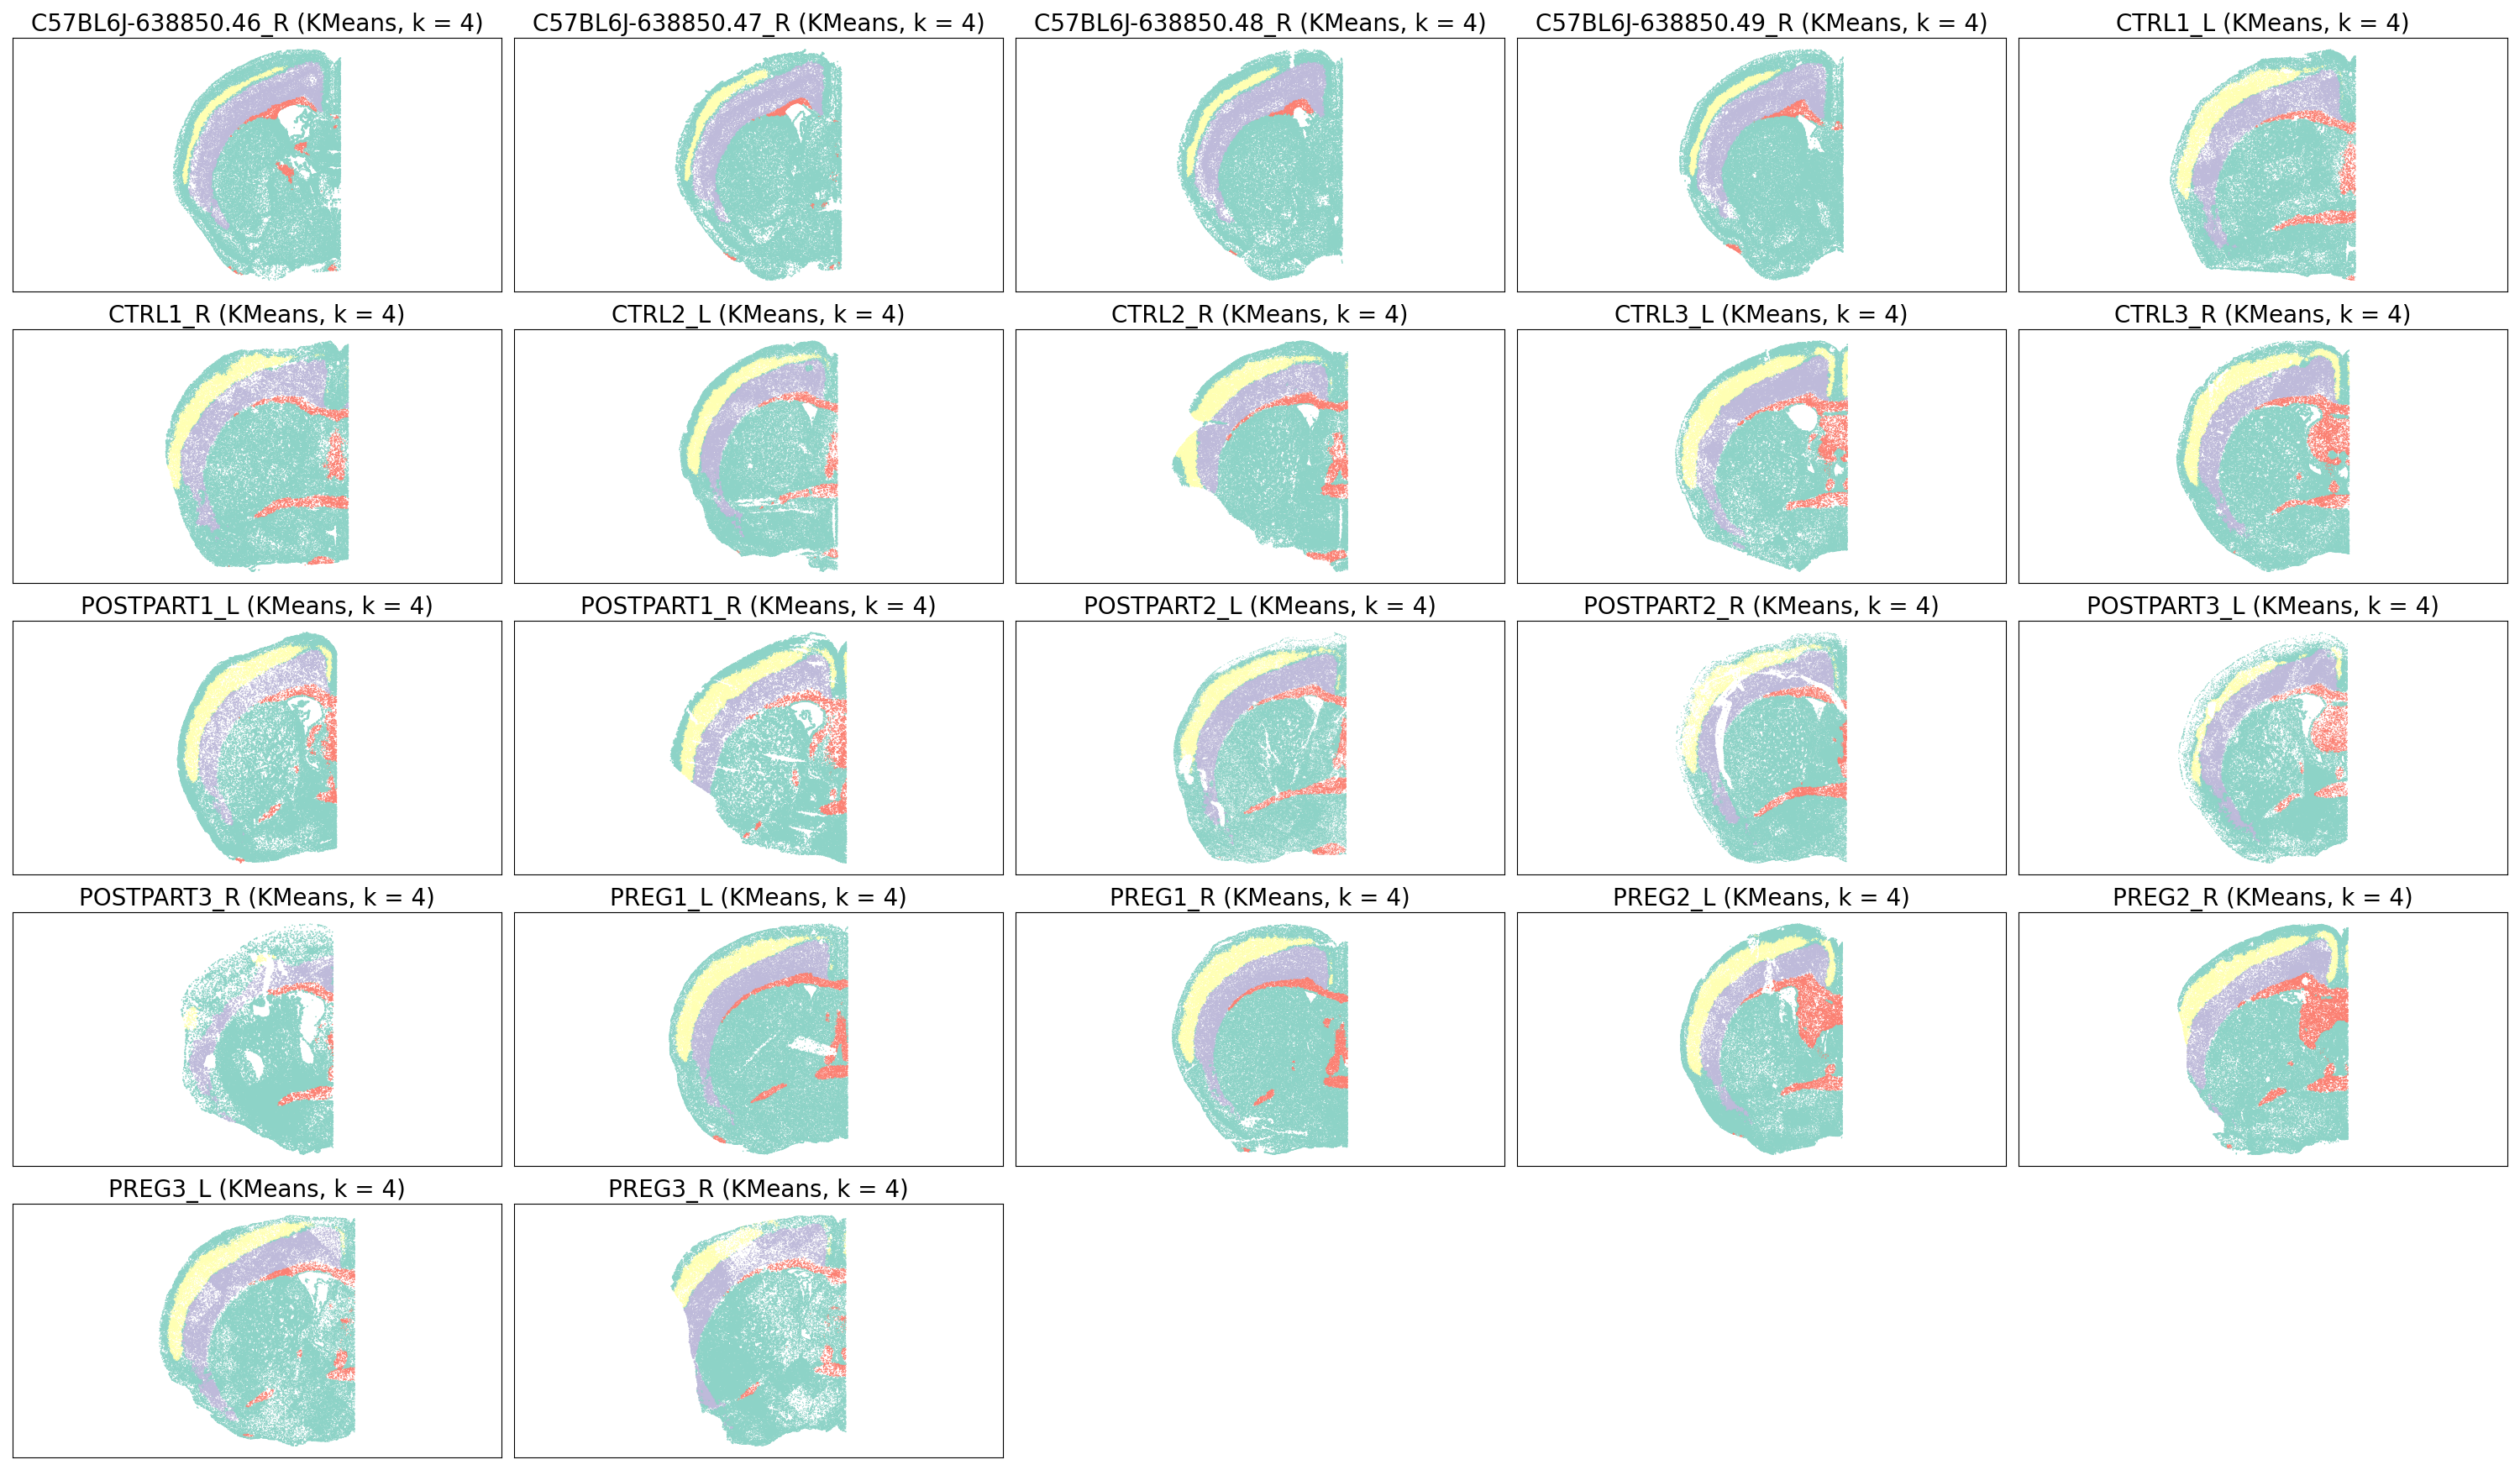 C57BL6J-638850.46_R (KMeans, k = 4)
C57BL6J-638850.47_R (KMeans, k = 4)
C57BL6J-638850.48_R (KMeans, k = 4)
C57BL6J-638850.49_R (KMeans, k = 4)
CTRL1_L (KMeans, k = 4)
CTRL1_R (KMeans, k = 4)
CTRL2_L (KMeans, k = 4)
CTRL2_R (KMeans, k = 4)
CTRL3_L (KMeans, k = 4)
CTRL3_R (KMeans, k = 4)
POSTPART1_L (KMeans, k = 4)
POSTPART1_R (KMeans, k = 4)
POSTPART2_L (KMeans, k = 4)
POSTPART2_R (KMeans, k = 4)
POSTPART3_L (KMeans, k = 4)
POSTPART3_R (KMeans, k = 4)
PREG1_L (KMeans, k = 4)
PREG1_R (KMeans, k = 4)
PREG2_L (KMeans, k = 4)
PREG2_R (KMeans, k = 4)
PREG3_L (KMeans, k = 4)
PREG3_R (KMeans, k = 4)